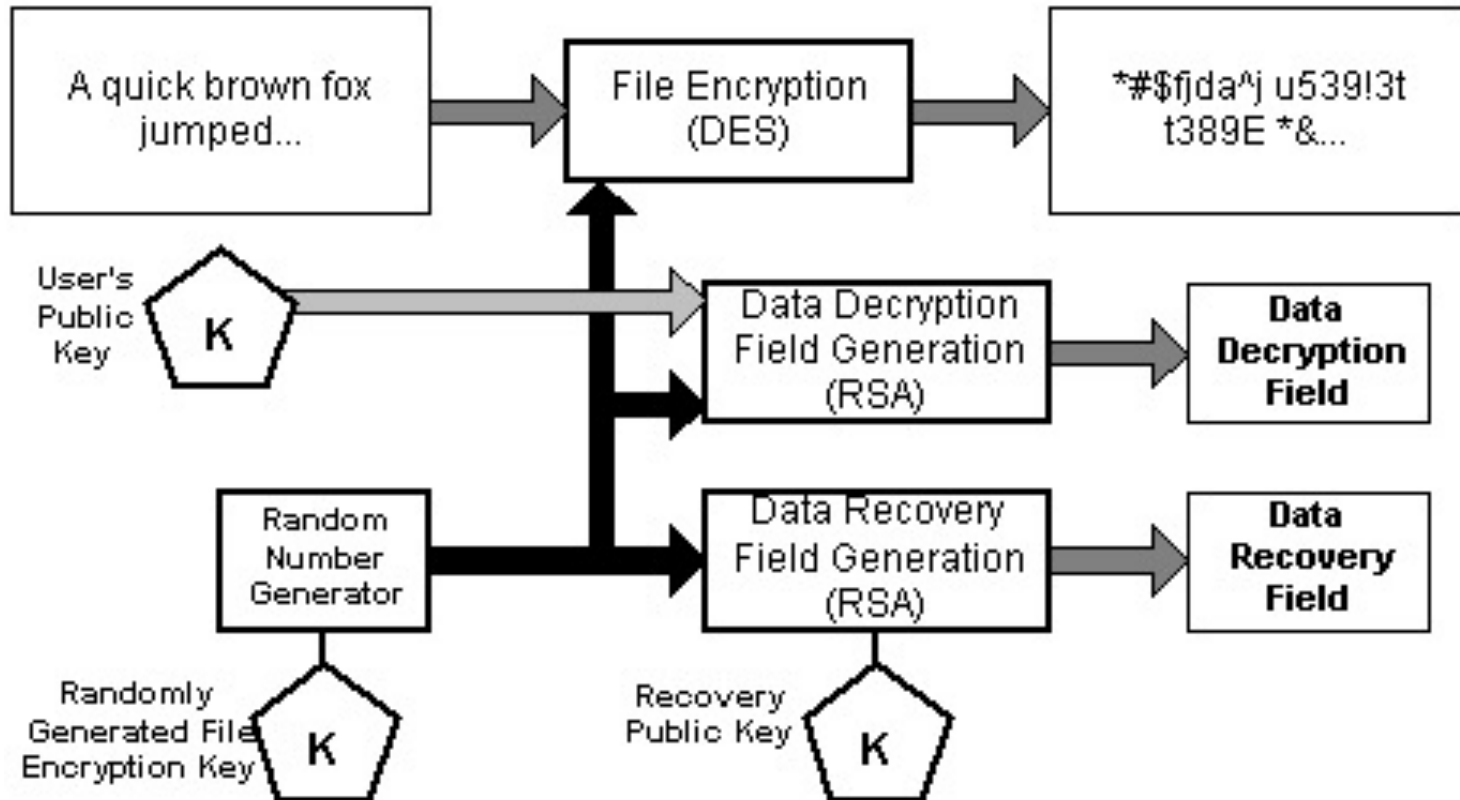 A quick brown fox
jumped...
File Encryption
(DES)
*#$fjda^j u539!3t
t389E *&...
User's
Public
Key
K
Data Decryption
Field Generation
(RSA)
Data
Decryption
Field
Random
Number
Generator
Data Recovery
Field Generation
(RSA)
Data
Recovery
Field
Randomly
Generated File
Encryption Key
K
Recovery
Public Key
K